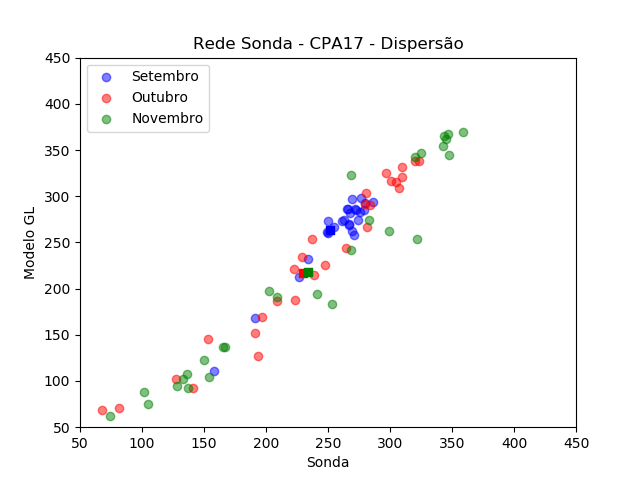 Rede Sonda - CPA17 - Dispersão
450
400
350
300
250
200
150
100
50
Modelo GL
Setembro
Outubro
Novembro
50 100 150 200 250 300 350 400 450
Sonda